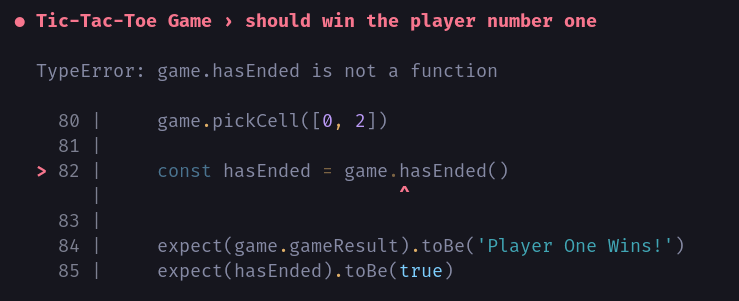 ● Tic-Tac-Toe Game › should win the player number one
TypeError: game.hasEnded is not a function
80 |     game.pickCell([0, 2])
81 |
> 82 |     const hasEnded = game.hasEnded()
|                           ^
83 |
84 |     expect(game.gameResult).toBe('Player One Wins!')
85 |     expect(hasEnded).toBe(true)